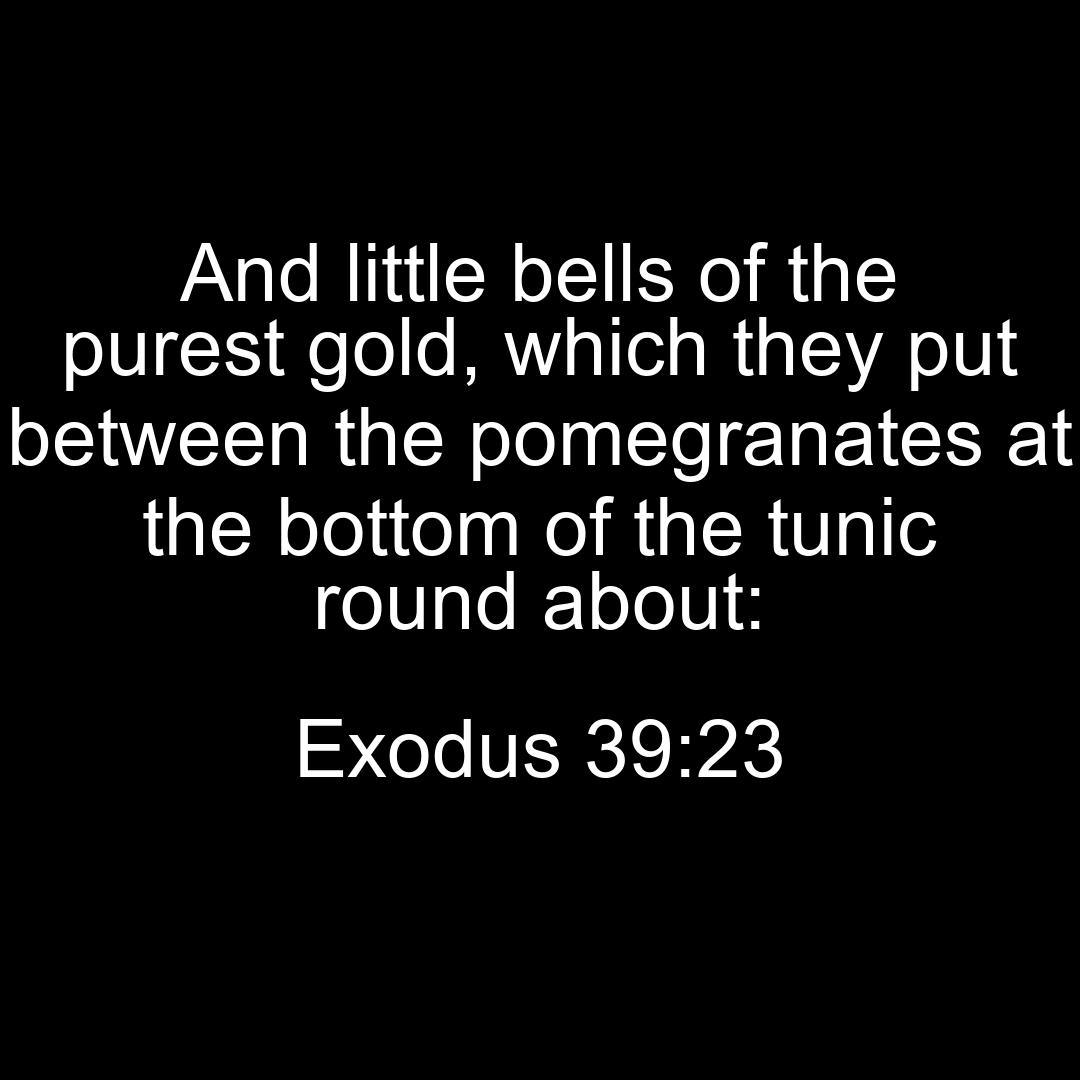 And little bells of the
purest gold, which they put
between the pomegranates at
the bottom of the tunic
round about:
Exodus 39:23